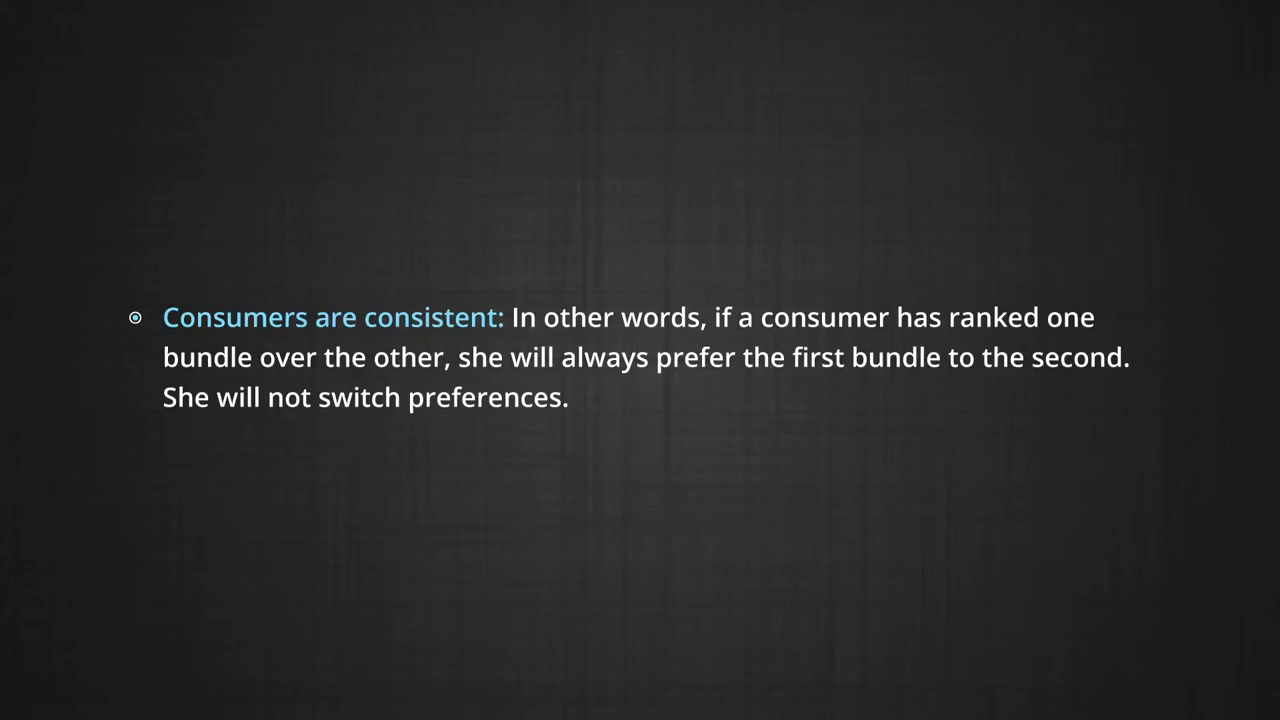 Consumers are consistent: In other words, if a consumer has ranked one
bundle over the other, she will always prefer the first bundle to the second.
She will not switch preferences.